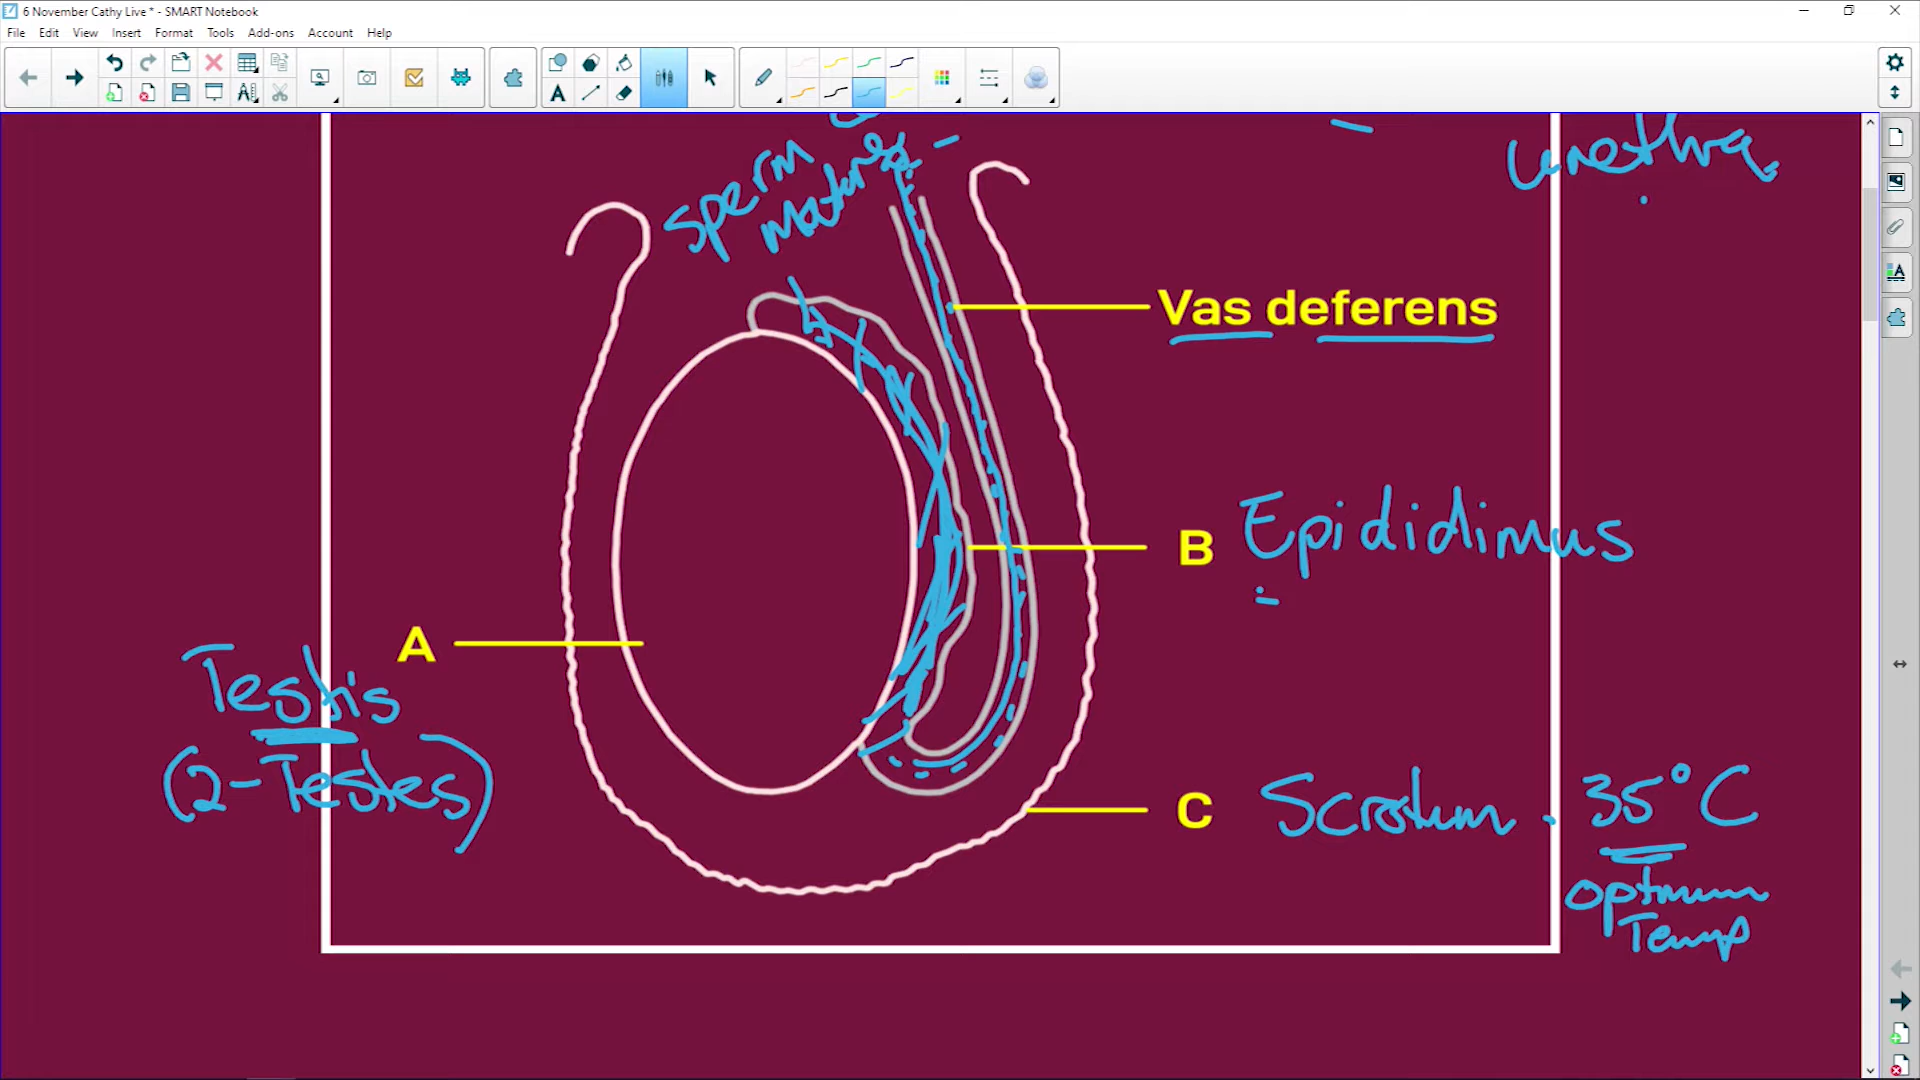 6 November Cathy Live * - SMART Notebook
File Edit View Insert Format Tools Add-ons Account Help
sperm
mature
urethra
Vas deferens
B Epididimus
A
Testis
(2-Testes)
C Scrotum . 35°C
optimum
Temp